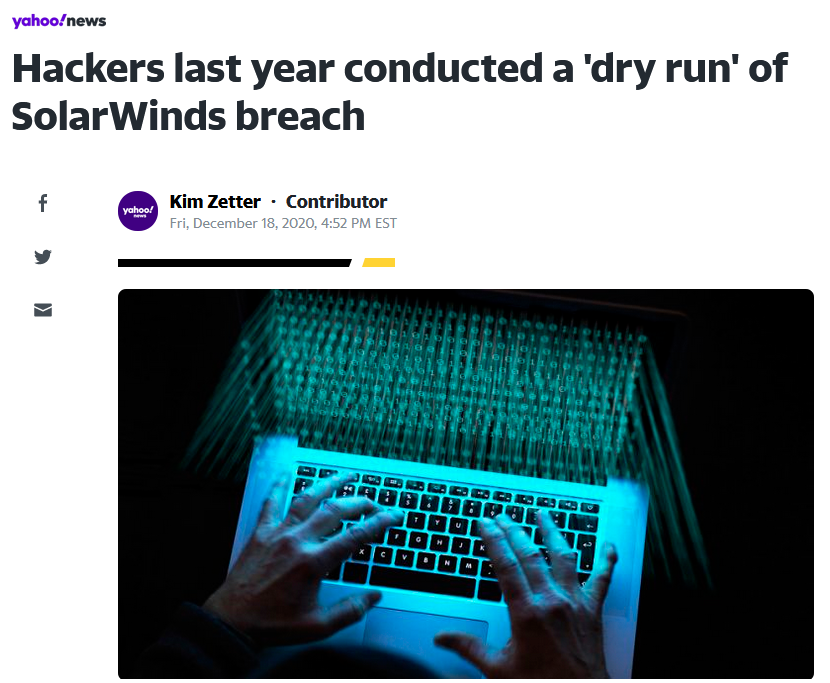 yahoo!news
Hackers last year conducted a 'dry run' of
SolarWinds breach
yahoo!
news
Kim Zetter · Contributor
Fri, December 18, 2020, 4:52 PM EST